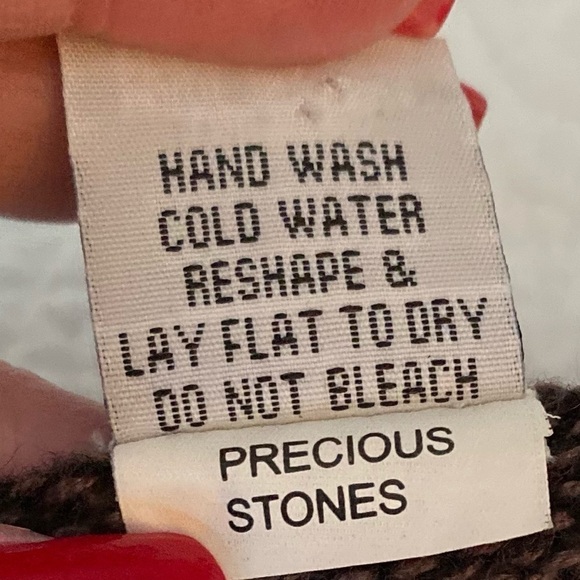 HAND WASH
COLD WATER
RESHAPE &
LAY FLAT TO DRY
DO NOT BLEACH
PRECIOUS
STONES